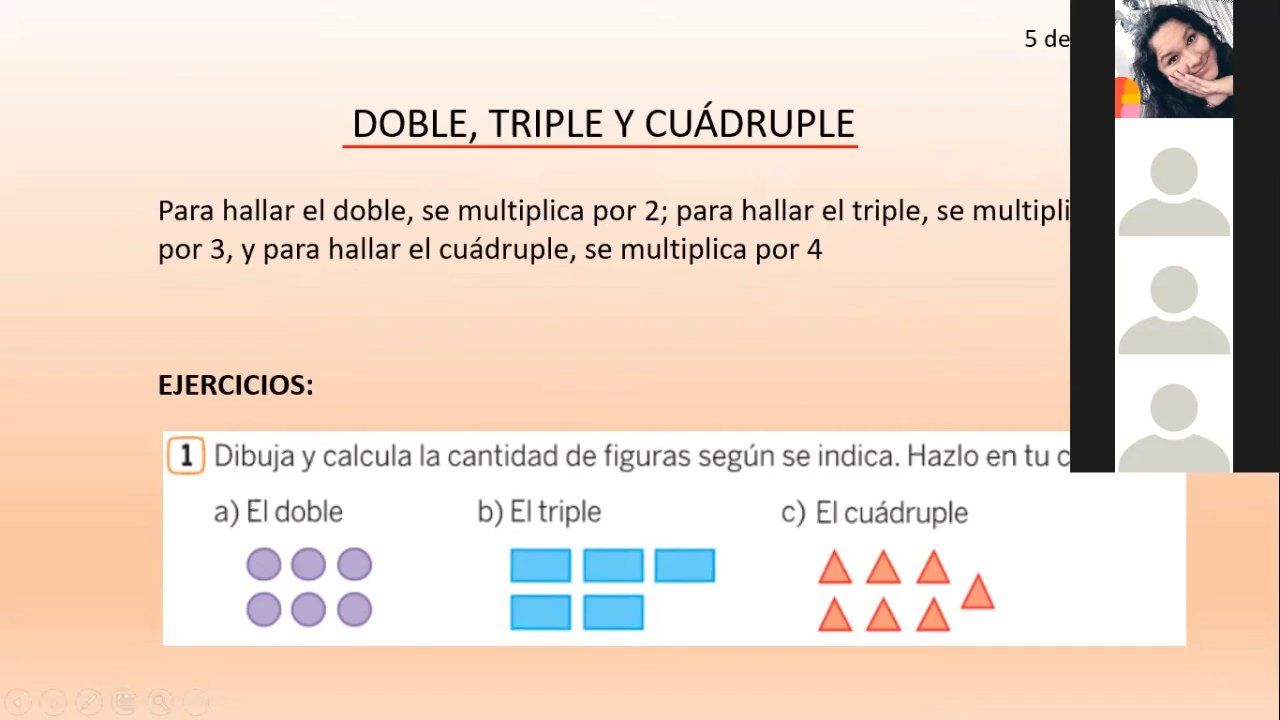 5 de
DOBLE, TRIPLE Y CUÁDRUPLE
Para hallar el doble, se multiplica por 2; para hallar el triple, se multipli
por 3, y para hallar el cuádruple, se multiplica por 4
EJERCICIOS:
1 Dibuja y calcula la cantidad de figuras según se indica. Hazlo en tu c
a) El doble b) El triple c) El cuádruple